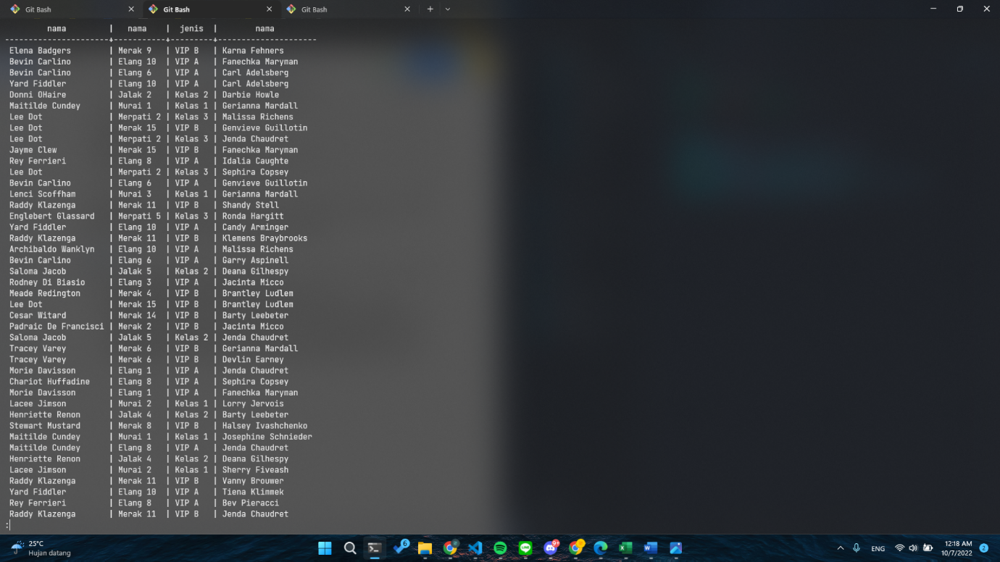 Git Bash Git Bash Git Bash
nama | nama | jenis | nama
----------------------+-----------+---------+---------------------
Elena Badgers | Merak 9 | VIP B | Karna Fehners
Bevin Carlino | Elang 10 | VIP A | Fanechka Maryman
Bevin Carlino | Elang 6 | VIP A | Carl Adelsberg
Yard Fiddler | Elang 10 | VIP A | Carl Adelsberg
Donni OHaire | Jalak 2 | Kelas 2 | Darbie Howle
Maitilde Cundey | Murai 1 | Kelas 1 | Gerianna Mardall
Lee Dot | Merpati 2 | Kelas 3 | Malissa Richens
Lee Dot | Merak 15 | VIP B | Genvieve Guillotin
Lee Dot | Merpati 2 | Kelas 3 | Jenda Chaudret
Jayme Clew | Merak 15 | VIP B | Fanechka Maryman
Rey Ferrieri | Elang 8 | VIP A | Idalia Caughte
Lee Dot | Merpati 2 | Kelas 3 | Sephira Copsey
Bevin Carlino | Elang 6 | VIP A | Genvieve Guillotin
Lenci Scoffham | Murai 3 | Kelas 1 | Gerianna Mardall
Raddy Klazenga | Merak 11 | VIP B | Shandy Stell
Englebert Glassard | Merpati 5 | Kelas 3 | Ronda Hargitt
Yard Fiddler | Elang 10 | VIP A | Candy Arminger
Raddy Klazenga | Merak 11 | VIP B | Klemens Braybrooks
Archibaldo Wanklyn | Elang 10 | VIP A | Malissa Richens
Bevin Carlino | Elang 6 | VIP A | Garry Aspinell
Saloma Jacob | Jalak 5 | Kelas 2 | Deana Gilhespy
Rodney Di Biasio | Elang 3 | VIP A | Jacinta Micco
Meade Redington | Merak 4 | VIP B | Brantley Ludlem
Lee Dot | Merak 15 | VIP B | Brantley Ludlem
Cesar Witard | Merak 14 | VIP B | Barty Leebeter
Padraic De Francisci | Merak 2 | VIP B | Jacinta Micco
Saloma Jacob | Jalak 5 | Kelas 2 | Jenda Chaudret
Tracey Varey | Merak 6 | VIP B | Gerianna Mardall
Tracey Varey | Merak 6 | VIP B | Devlin Earney
Morie Davisson | Elang 1 | VIP A | Jenda Chaudret
Chariot Huffadine | Elang 8 | VIP A | Sephira Copsey
Morie Davisson | Elang 1 | VIP A | Fanechka Maryman
Lacee Jimson | Murai 2 | Kelas 1 | Lorry Jervois
Henriette Renon | Jalak 4 | Kelas 2 | Barty Leebeter
Stewart Mustard | Merak 8 | VIP B | Halsey Ivashchenko
Maitilde Cundey | Murai 1 | Kelas 1 | Josephine Schnieder
Maitilde Cundey | Elang 8 | VIP A | Jenda Chaudret
Henriette Renon | Jalak 4 | Kelas 2 | Deana Gilhespy
Lacee Jimson | Murai 2 | Kelas 1 | Sherry Fiveash
Raddy Klazenga | Merak 11 | VIP B | Vanny Brouwer
Yard Fiddler | Elang 10 | VIP A | Tiena Klimmek
Rey Ferrieri | Elang 8 | VIP A | Bev Pieracci
Raddy Klazenga | Merak 11 | VIP B | Jenda Chaudret
:
25°C
Hujan datang
6
9+
ENG
12:18 AM
10/7/2022
2